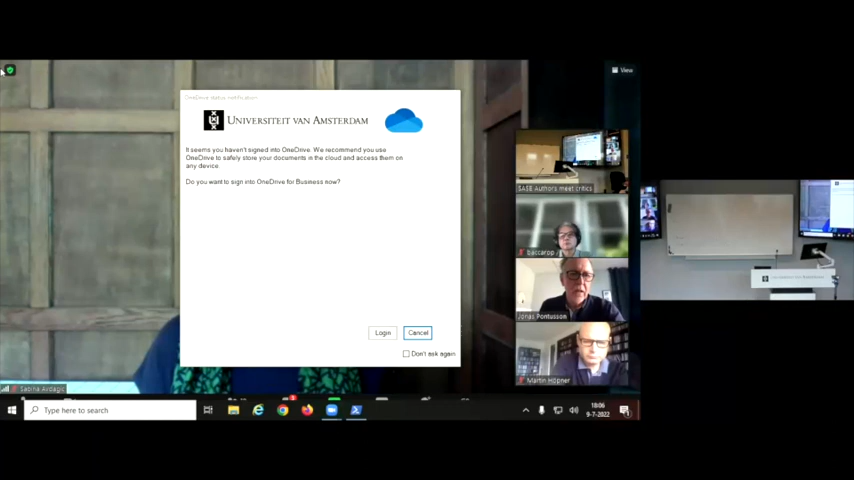 View
UNIVERSITEIT VAN AMSTERDAM
It seems you haven't signed into OneDrive. We recommend you use
OneDrive to safely store your documents in the cloud and access them on
any device.
Do you want to sign into OneDrive for Business now?
Login
Cancel
Don't ask again
SASE Author's meet critics
baccarop
Jonas Pontusson
Martin Höpner
Sabina Avdagic
Type here to search
18:06
9-7-2022